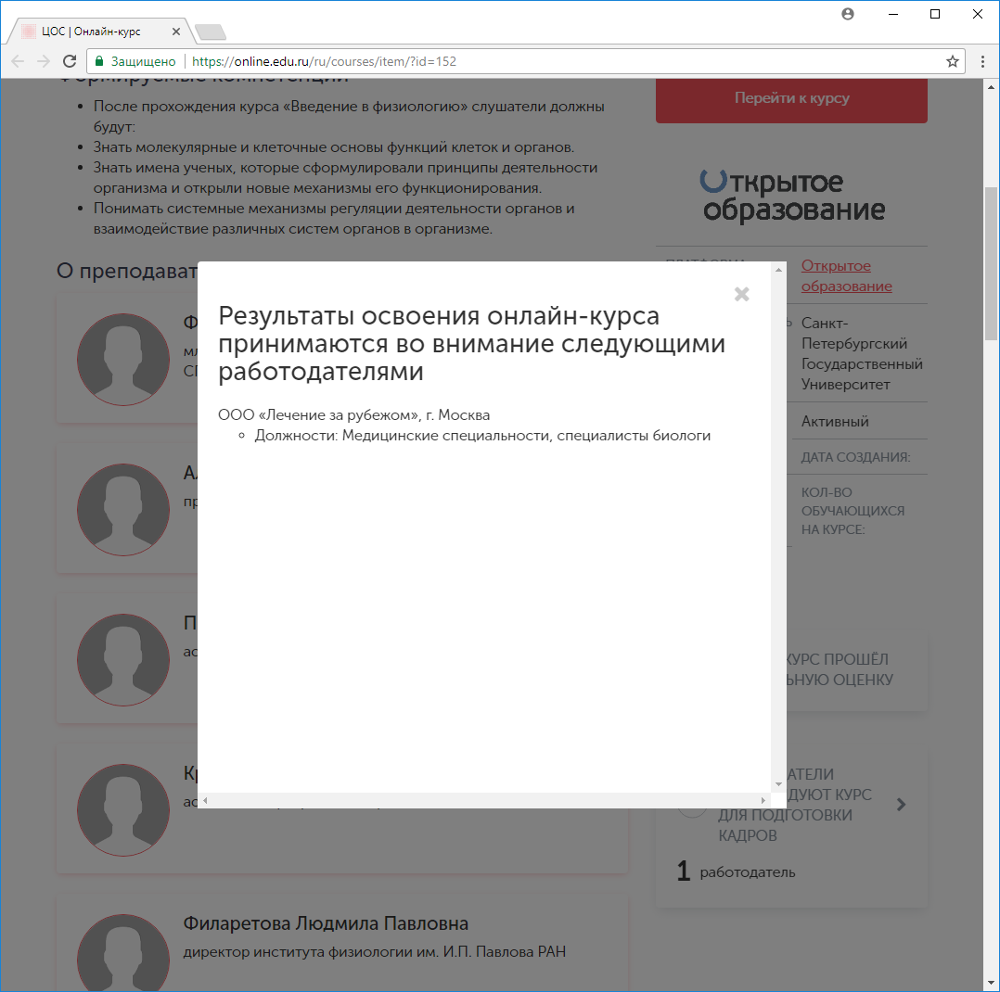 ЦОС | Онлайн-курс
Защищено
https://online.edu.ru/ru/courses/item/?id=152
Формируемые компетенции
После прохождения курса «Введение в физиологию» слушатели должны
будут:
Знать молекулярные и клеточные основы функций клеток и органов.
Знать имена ученых, которые сформулировали принципы деятельности
организма и открыли новые механизмы его функционирования.
Понимать системные механизмы регуляции деятельности органов и
взаимодействие различных систем органов в организме.
О преподават
Филаретова Людмила Павловна
директор института физиологии им. И.П. Павлова РАН
Результаты освоения онлайн-курса
принимаются во внимание следующими
работодателями
ООО «Лечение за рубежом», г. Москва
Должности: Медицинские специальности, специалисты биологи
Перейти к курсу
Открытое
образование
Открытое
образование
Санкт-
Петербургский
Государственный
Университет
Активный
ДАТА СОЗДАНИЯ:
КОЛ-ВО
ОБУЧАЮЩИХСЯ
НА КУРСЕ:
КУРС ПРОШЁЛ
ЬНУЮ ОЦЕНКУ
АТЕЛИ
ДУЮТ КУРС
ДЛЯ ПОДГОТОВКИ
КАДРОВ
1 работодатель